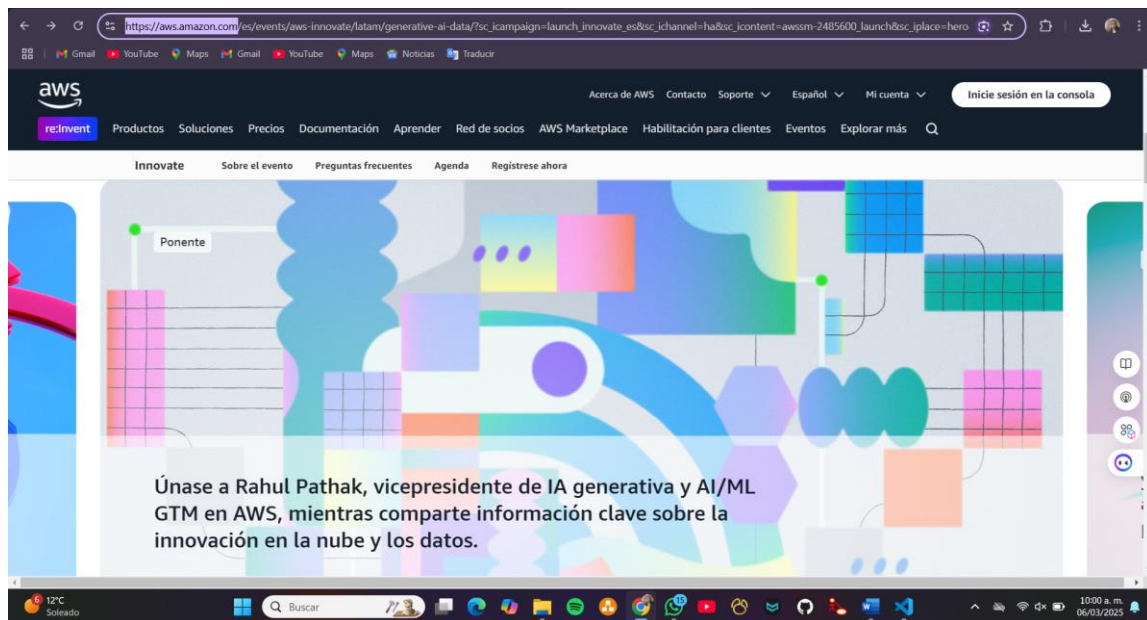 https://aws.amazon.com/es/events/aws-innovate/latam/generative-ai-data/?sc_icampaign=launch_innovate_es&sc_ichannel=ha&sc_icontent=awssm-2485600_launch&sc_iplace=hero
Gmail YouTube Maps Gmail YouTube Maps Noticias Traducir
aws
Acerca de AWS Contacto Soporte Español Mi cuenta Inicie sesión en la consola
re:Invent Productos Soluciones Precios Documentación Aprender Red de socios AWS Marketplace Habilitación para clientes Eventos Explorar más
Innovate Sobre el evento Preguntas frecuentes Agenda Regístrese ahora
Ponente
Únase a Rahul Pathak, vicepresidente de IA generativa y AI/ML
GTM en AWS, mientras comparte información clave sobre la
innovación en la nube y los datos.
6 12°C
Soleado
Buscar
15
10:00 a. m.
06/03/2025